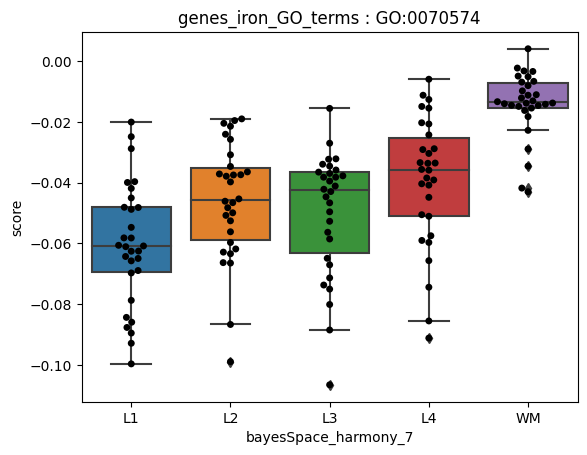 genes_iron_GO_terms : GO:0070574
0.00
−0.02
−0.04
−0.06
−0.08
−0.10
score
L1 L2 L3 L4 WM
bayesSpace_harmony_7